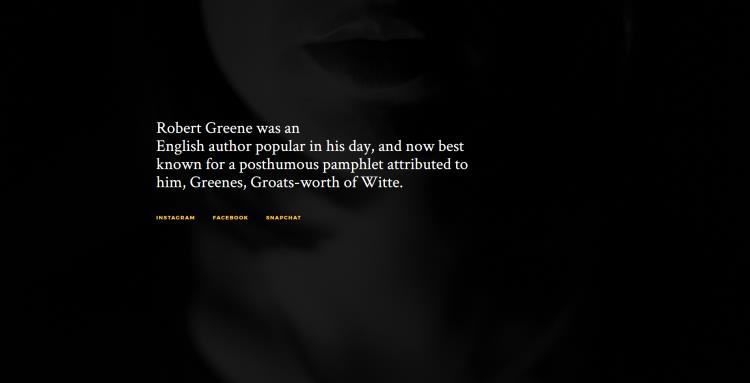 Robert Greene was an
English author popular in his day, and now best
known for a posthumous pamphlet attributed to
him, Greenes, Groats-worth of Witte.
INSTAGRAM FACEBOOK SNAPCHAT